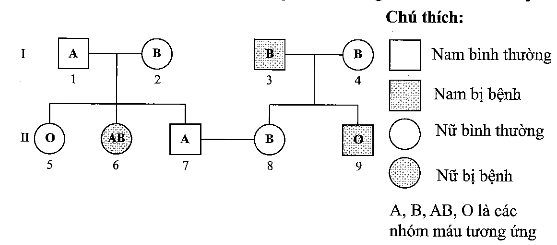 Chú thích:
I
A
B
B
B
Nam bình thường
1
2
3
4
Nam bị bệnh
II
O
AB
A
B
O
Nữ bình thường
5
6
7
8
9
Nữ bị bệnh
A, B, AB, O là các
nhóm máu tương ứng